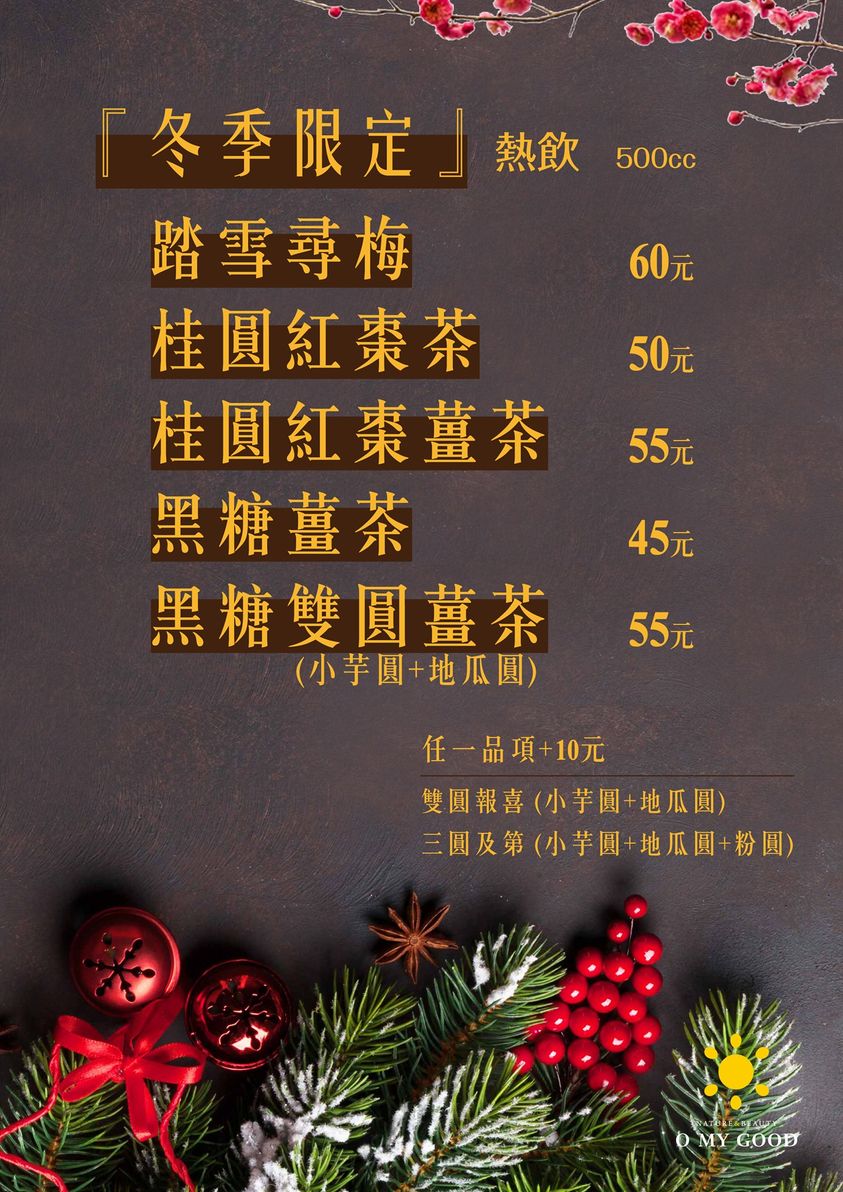 『冬季限定』 熱飲 500cc
踏雪尋梅 60元
桂圓紅棗茶 50元
桂圓紅棗薑茶 55元
黑糖薑茶 45元
黑糖雙圓薑茶 55元
(小芋圓+地瓜圓)
任一品項+10元
雙圓報喜 (小芋圓+地瓜圓)
三圓及第 (小芋圓+地瓜圓+粉圓)
NATURE&BEAUTY
O MY GOOD